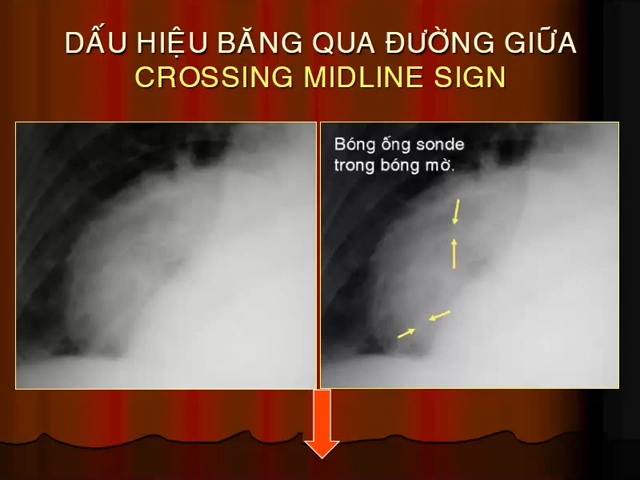 DẤU HIỆU BĂNG QUA ĐƯỜNG GIỮA
CROSSING MIDLINE SIGN
Bóng ống sonde
trong bóng mờ.